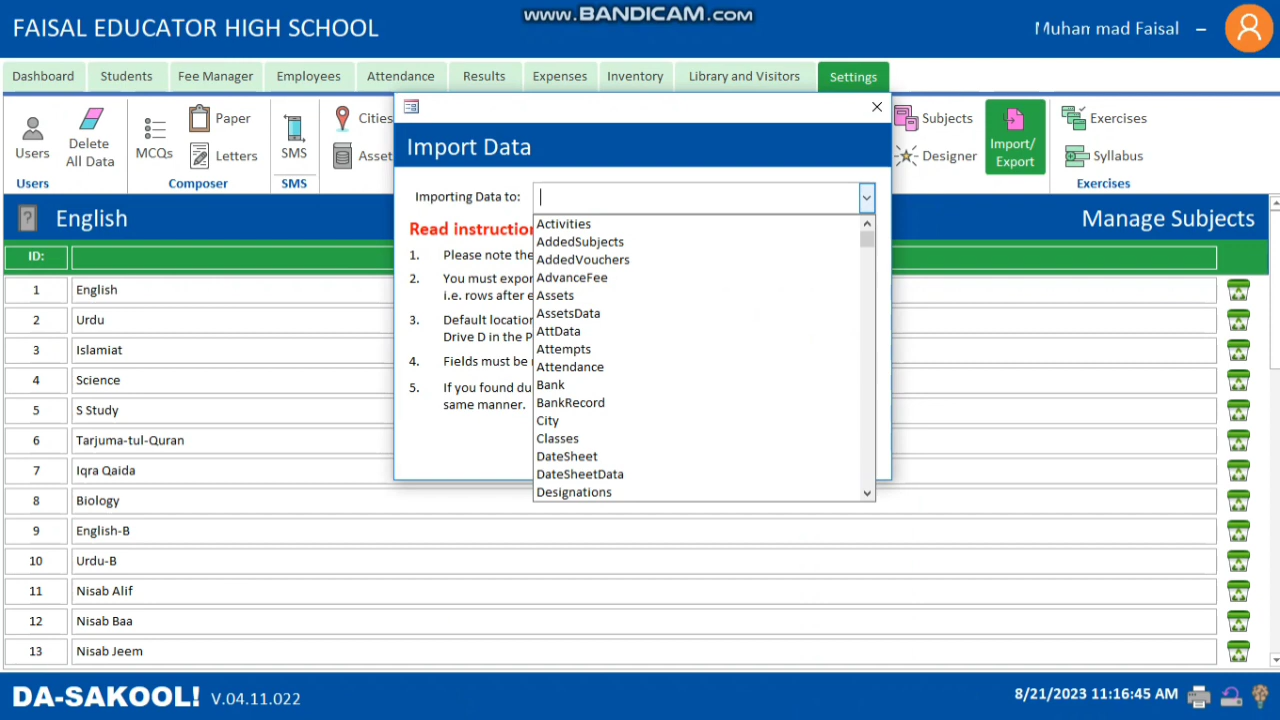 www.BANDICAM.com
FAISAL EDUCATOR HIGH SCHOOL
Muhan mad Faisal
Dashboard Students Fee Manager Employees Attendance Results Expenses Inventory Library and Visitors Settings
Users
Delete
All Data
Users
MCQs
Paper
Letters
Composer
SMS
SMS
Cities
Asset
Subjects
Designer
Import/
Export
Exercises
Syllabus
Exercises
Import Data
Importing Data to:
Read instruction
1. Please note the
2. You must expor
i.e. rows after e
3. Default location
Drive D in the P
4. Fields must be
5. If you found du
same manner.
Activities
AddedSubjects
AddedVouchers
AdvanceFee
Assets
AssetsData
AttData
Attempts
Attendance
Bank
BankRecord
City
Classes
DateSheet
DateSheetData
Designations
English
Manage Subjects
ID:
1 English
2 Urdu
3 Islamiat
4 Science
5 S Study
6 Tarjuma-tul-Quran
7 Iqra Qaida
8 Biology
9 English-B
10 Urdu-B
11 Nisab Alif
12 Nisab Baa
13 Nisab Jeem
DA-SAKOOL! V.04.11.022
8/21/2023 11:16:45 AM